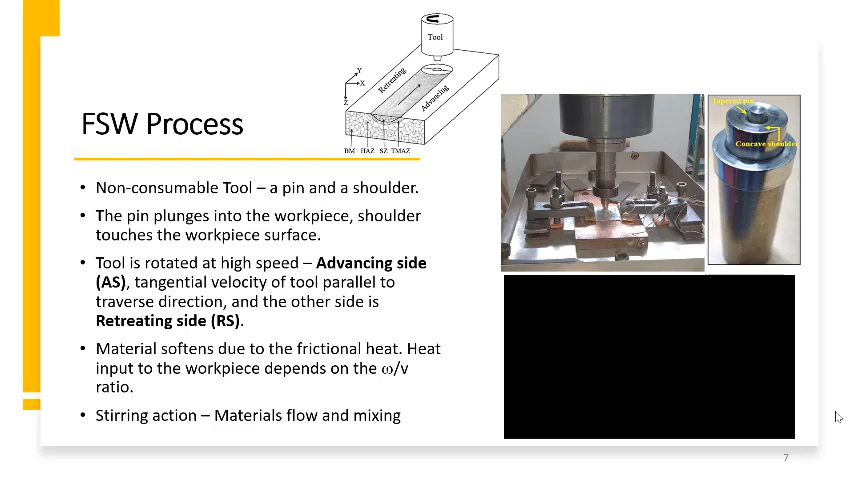 Tool
Y
X
Z
Retreating
Advancing
BM HAZ SZ TMAZ
FSW Process
Tapered pin
Concave shoulder
• Non-consumable Tool – a pin and a shoulder.
• The pin plunges into the workpiece, shoulder
touches the workpiece surface.
• Tool is rotated at high speed – Advancing side
(AS), tangential velocity of tool parallel to
traverse direction, and the other side is
Retreating side (RS).
• Material softens due to the frictional heat. Heat
input to the workpiece depends on the ω/v
ratio.
• Stirring action – Materials flow and mixing
7